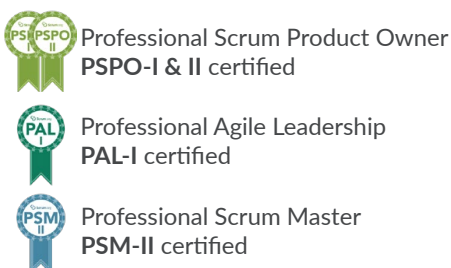 PSPO
I
PSPO
II
Professional Scrum Product Owner
PSPO-I & II certified
PAL
I
Professional Agile Leadership
PAL-I certified
PSM
II
Professional Scrum Master
PSM-II certified